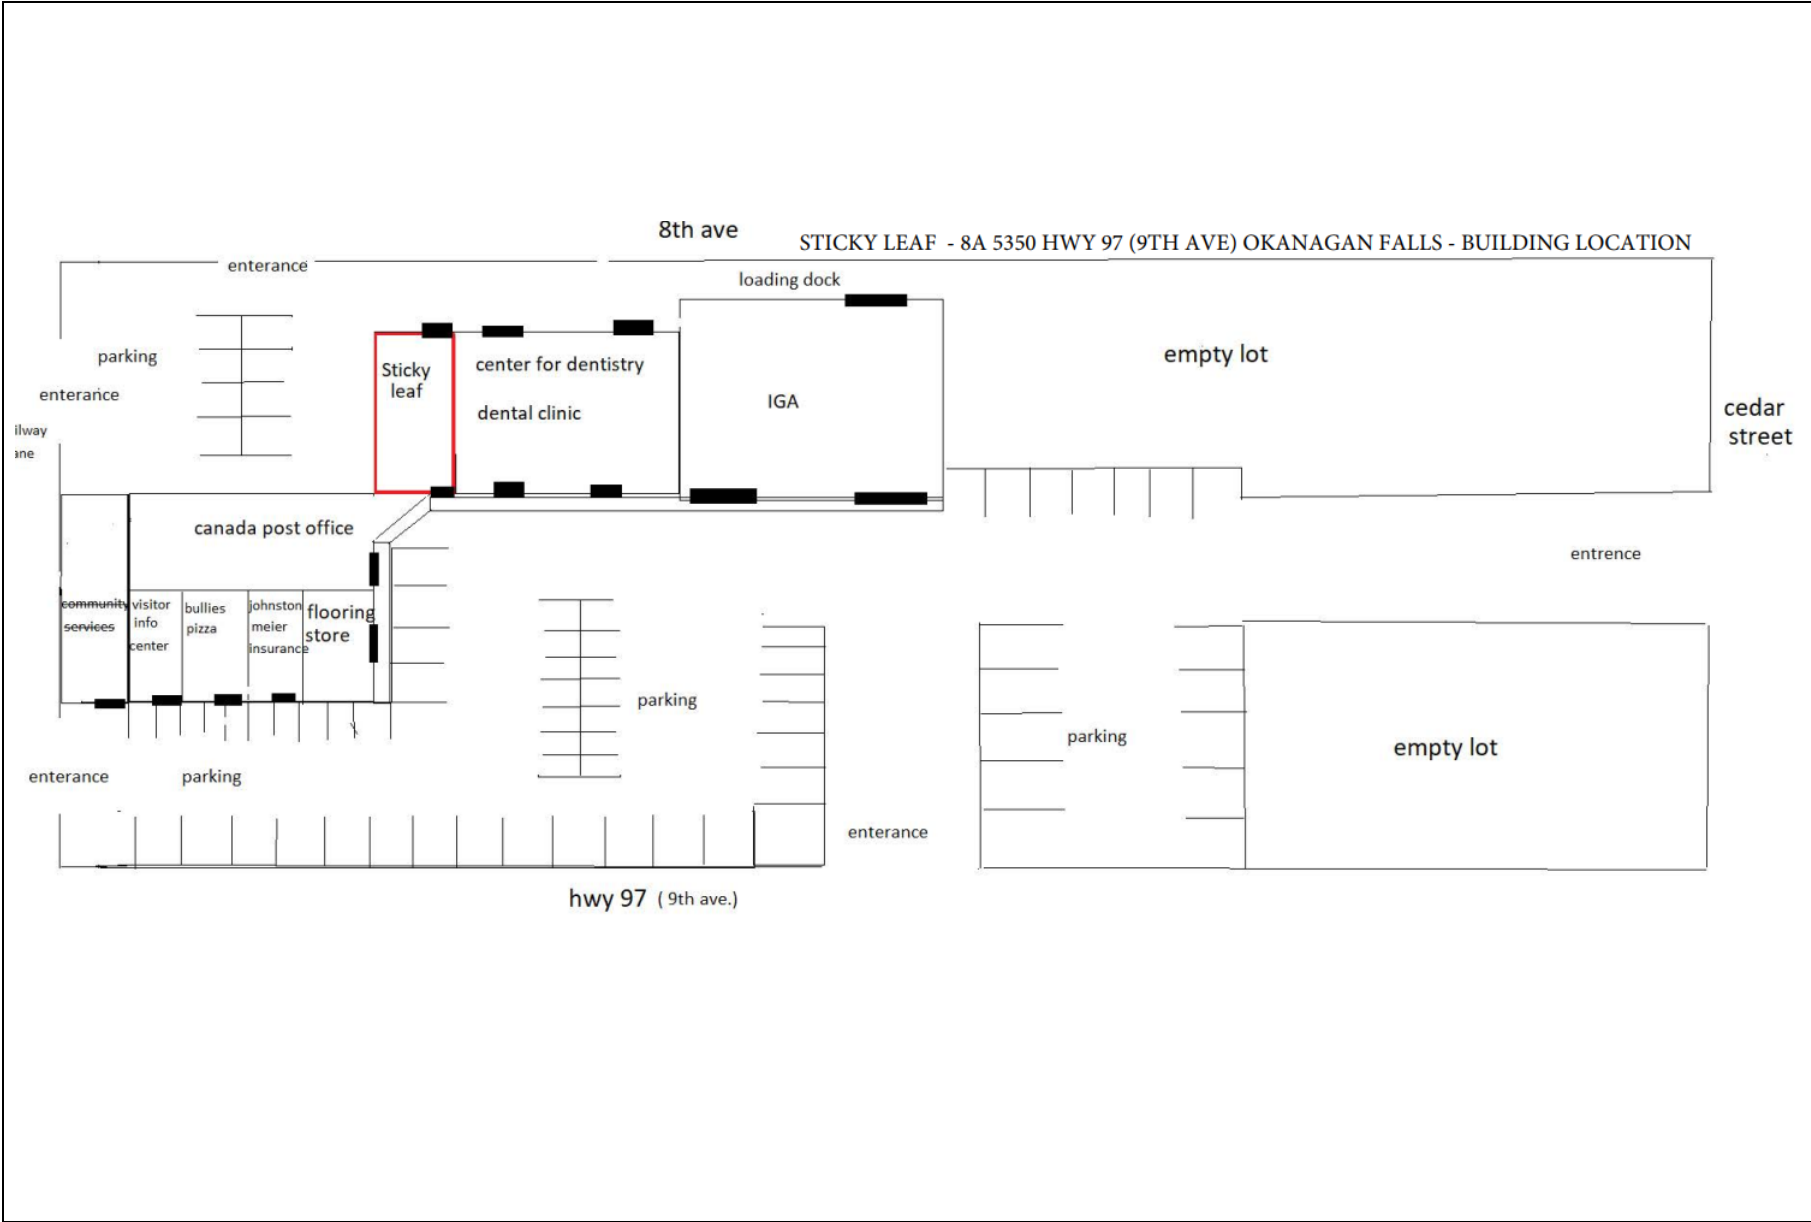 8th ave
STICKY LEAF - 8A 5350 HWY 97 (9TH AVE) OKANAGAN FALLS - BUILDING LOCATION
enterance
loading dock
parking
enterance
ilway
ane
Sticky
leaf
center for dentistry
dental clinic
IGA
empty lot
cedar
street
canada post office
entrence
community
services
visitor
info
center
bullies
pizza
johnston
meier
insurance
flooring
store
parking
parking
empty lot
enterance
parking
enterance
hwy 97 ( 9th ave.)